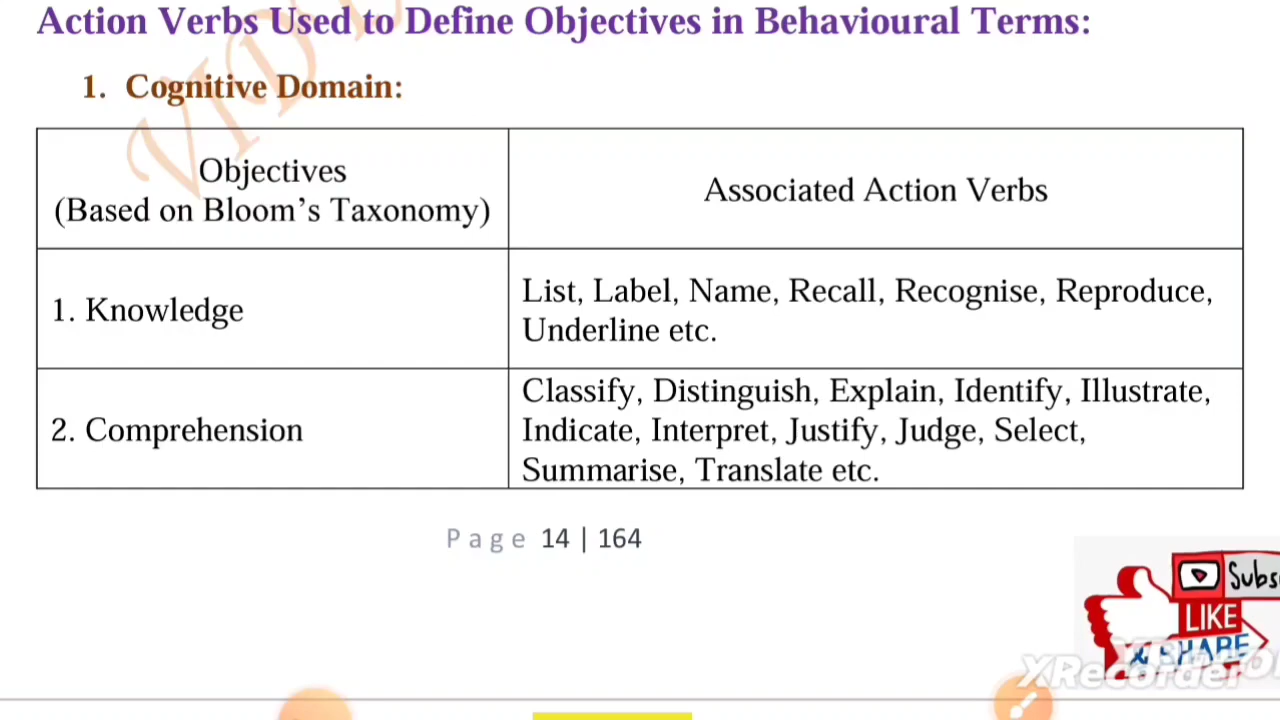 Action Verbs Used to Define Objectives in Behavioural Terms:
1. Cognitive Domain:
Objectives
(Based on Bloom’s Taxonomy)
Associated Action Verbs
1. Knowledge
List, Label, Name, Recall, Recognise, Reproduce,
Underline etc.
2. Comprehension
Classify, Distinguish, Explain, Identify, Illustrate,
Indicate, Interpret, Justify, Judge, Select,
Summarise, Translate etc.
Page 14 | 164
LIKE
SHARE
XRecorder